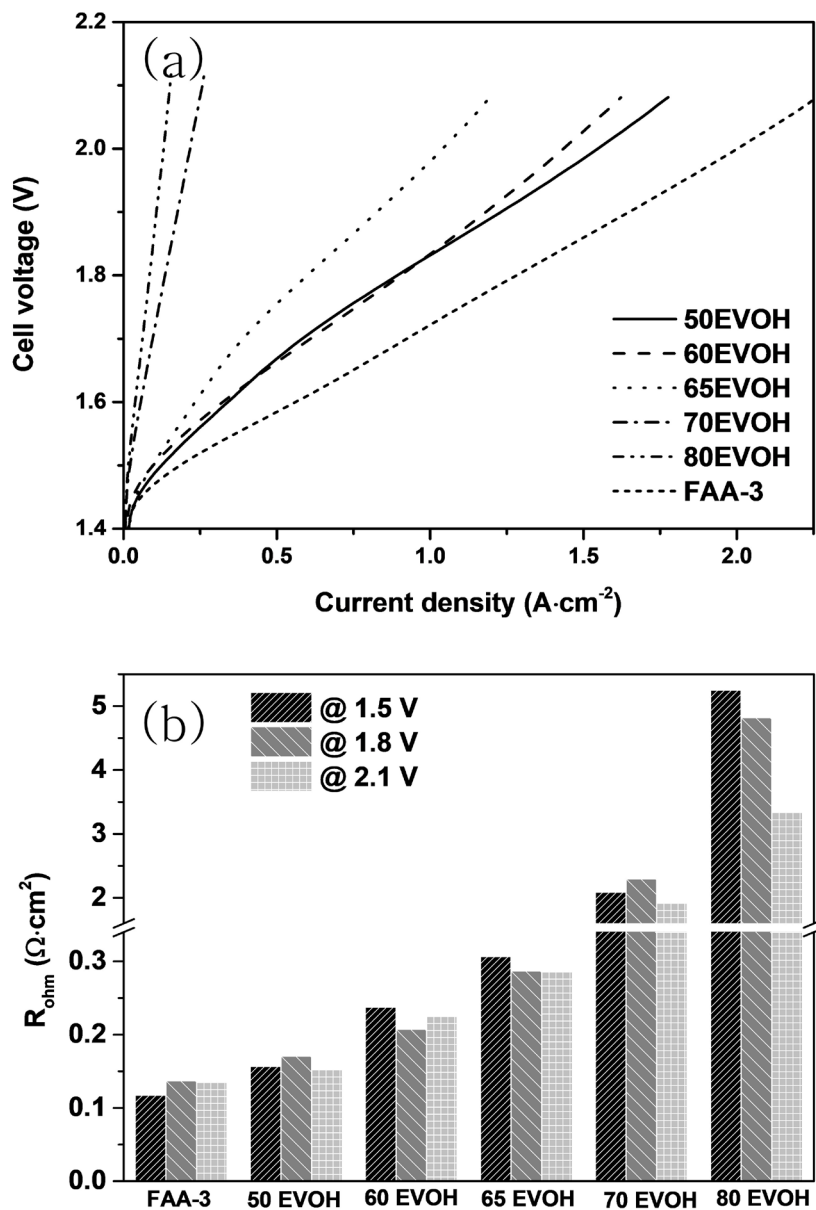 (a)
2.2
2.0
1.8
1.6
1.4
Cell voltage (V)
50EVOH
60EVOH
65EVOH
70EVOH
80EVOH
FAA-3
0.0 0.5 1.0 1.5 2.0
Current density (A·cm⁻²)
(b)
@ 1.5 V
@ 1.8 V
@ 2.1 V
5
4
3
2
0.3
0.2
0.1
0.0
R_ohm (Ω·cm²)
FAA-3 50 EVOH 60 EVOH 65 EVOH 70 EVOH 80 EVOH